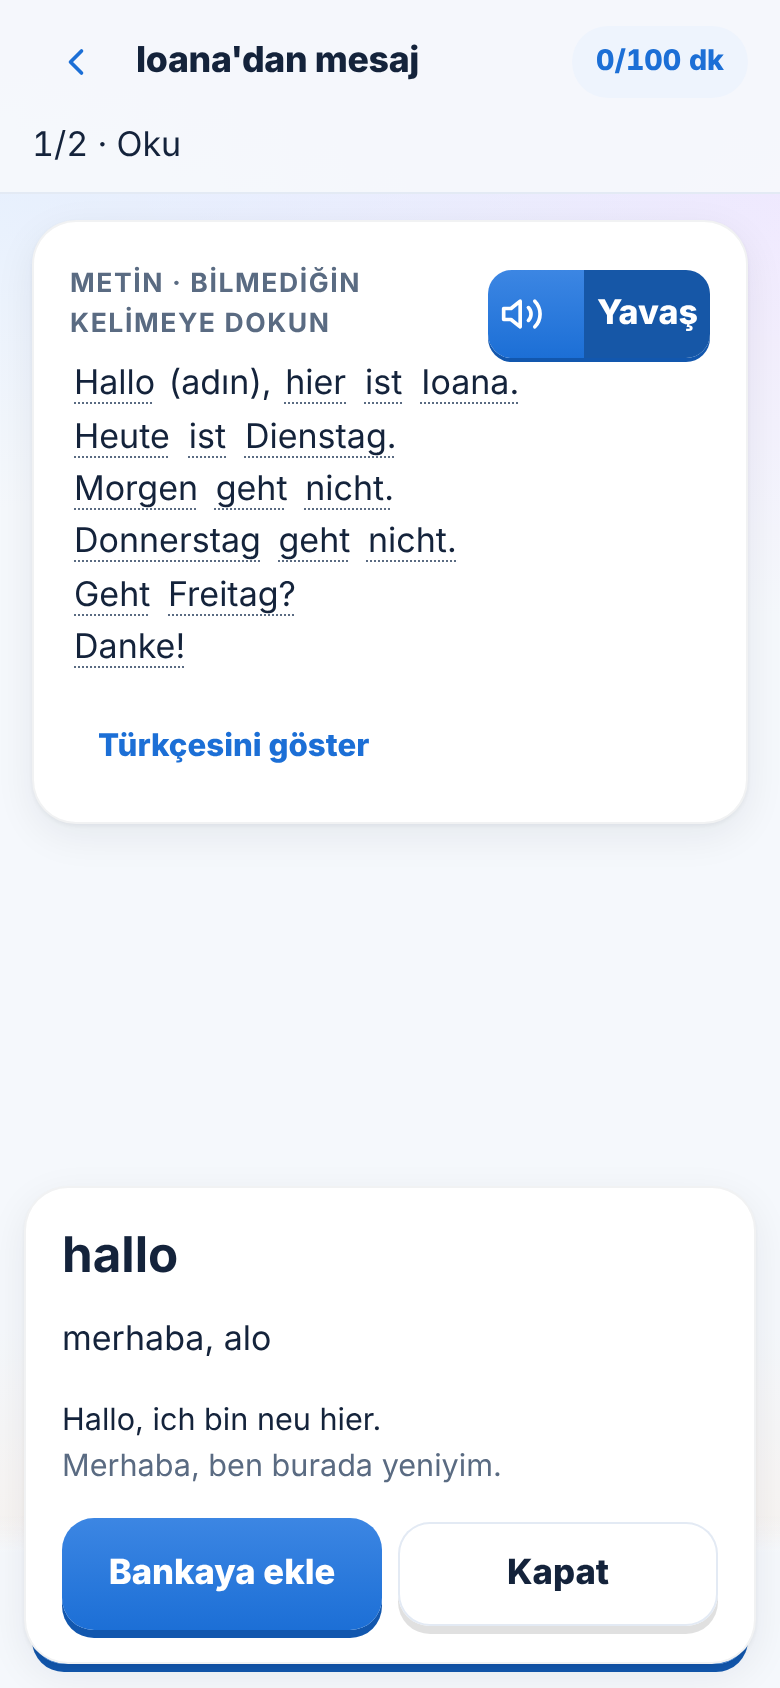 Ioana'dan mesaj
0/100 dk
1/2 · Oku
METİN · BİLMEDİĞİN
KELİMEYE DOKUN
Yavaş
Hallo (adın), hier ist Ioana.
Heute ist Dienstag.
Morgen geht nicht.
Donnerstag geht nicht.
Geht Freitag?
Danke!
Türkçesini göster
hallo
merhaba, alo
Hallo, ich bin neu hier.
Merhaba, ben burada yeniyim.
Bankaya ekle
Kapat